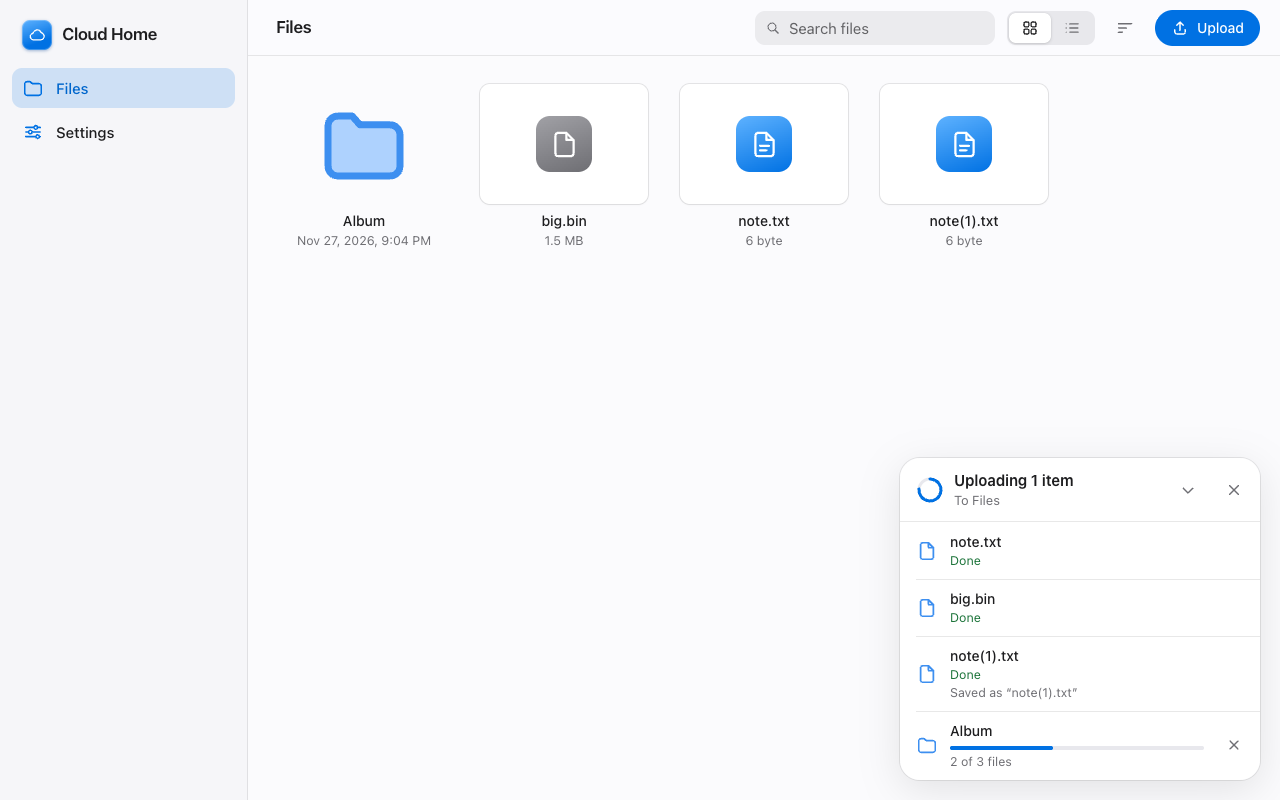 Cloud Home
Files
Settings
Files
Search files
Upload
Album
Nov 27, 2026, 9:04 PM
big.bin
1.5 MB
note.txt
6 byte
note(1).txt
6 byte
Uploading 1 item
To Files
note.txt
Done
big.bin
Done
note(1).txt
Done
Saved as “note(1).txt”
Album
2 of 3 files